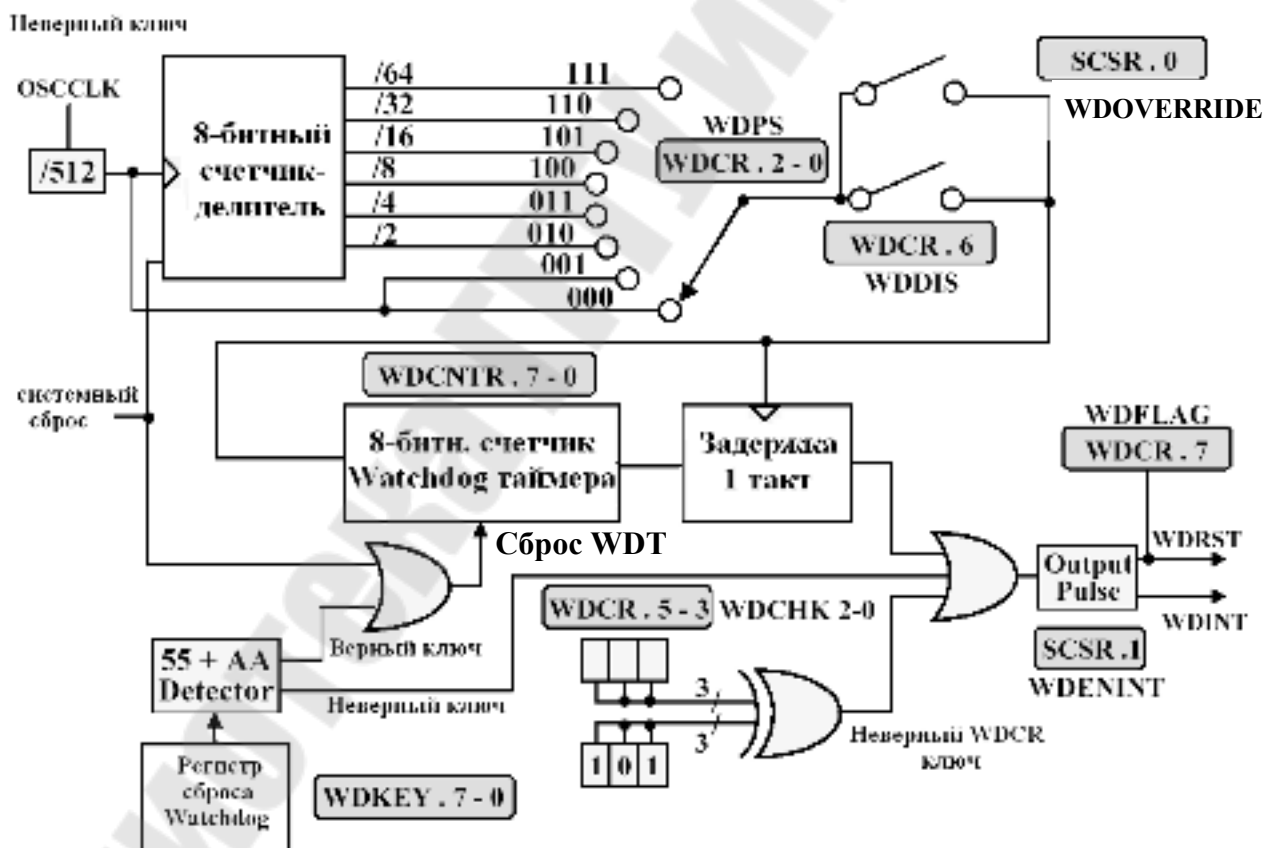 Неверный ключ
OSCCLK
/512
8-битный
счетчик-
делитель
/64
111
/32
110
/16
101
/8
100
/4
011
/2
010
001
000
WDPS
WDCR . 2 - 0
SCSR . 0
WDOVERRIDE
WDCR . 6
WDDIS
системный
сброс
WDCNTR . 7 - 0
8-битн. счетчик
Watchdog таймера
Задержка
1 такт
WDFLAG
WDCR . 7
Сброс WDT
WDRST
Output
Pulse
WDINT
SCSR .1
WDENINT
WDCR . 5 - 3
WDCHK 2-0
55 + AA
Detector
Верный ключ
Неверный ключ
3
3
1 0 1
Неверный WDCR
ключ
Регистр
сброса
Watchdog
WDKEY . 7 - 0